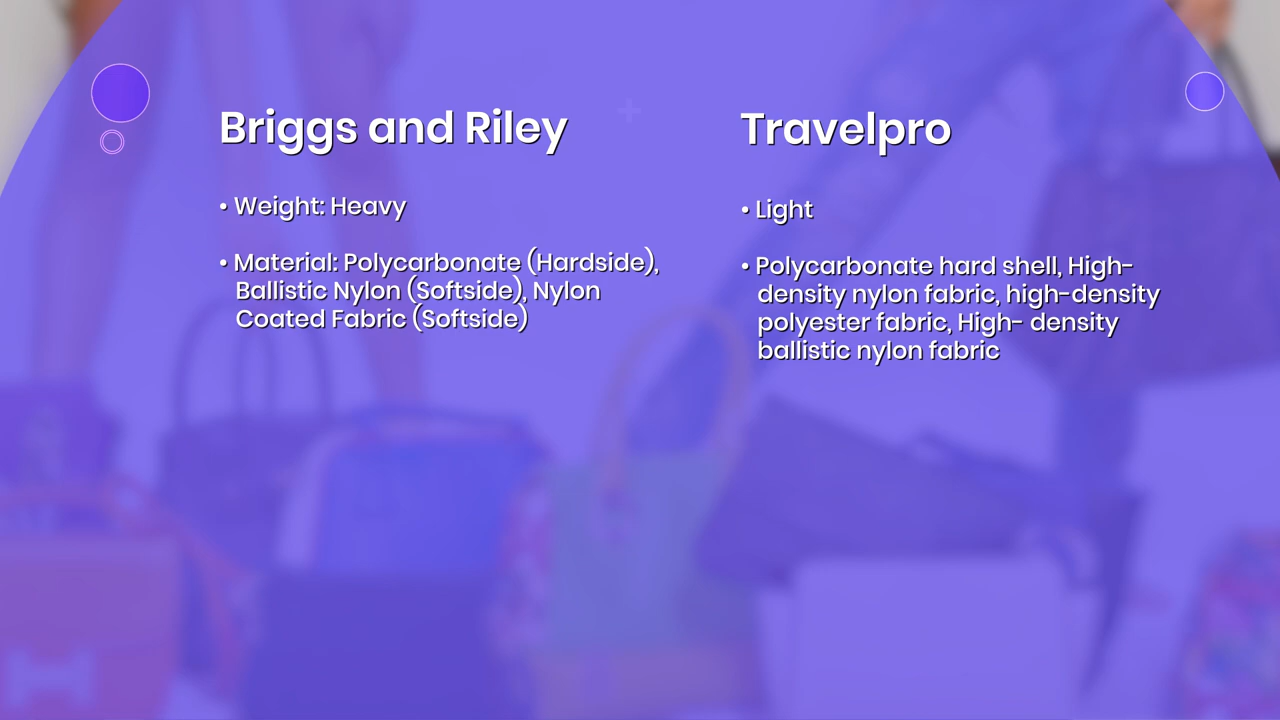 Briggs and Riley
• Weight: Heavy
• Material: Polycarbonate (Hardside),
Ballistic Nylon (Softside), Nylon
Coated Fabric (Softside)
Travelpro
• Light
• Polycarbonate hard shell, High-
density nylon fabric, high-density
polyester fabric, High- density
ballistic nylon fabric